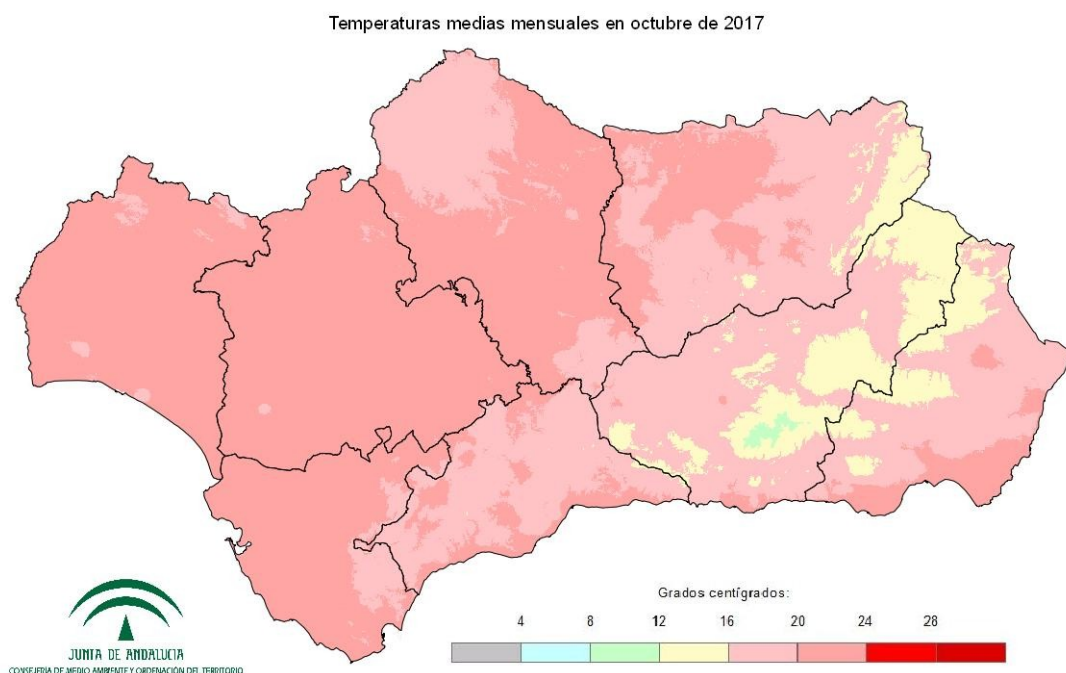 Temperaturas medias mensuales en octubre de 2017
Grados centígrados:
4 8 12 16 20 24 28
JUNTA DE ANDALUCIA
CONSEJERÍA DE MEDIO AMBIENTE Y ORDENACIÓN DEL TERRITORIO